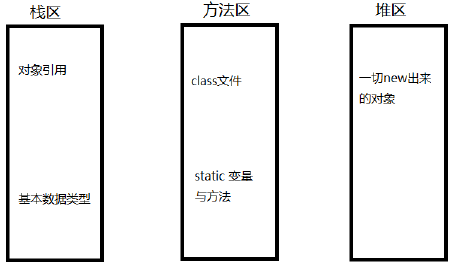 栈区
方法区
堆区
对象引用
class文件
一切new出来
的对象
基本数据类型
static 变量
与方法